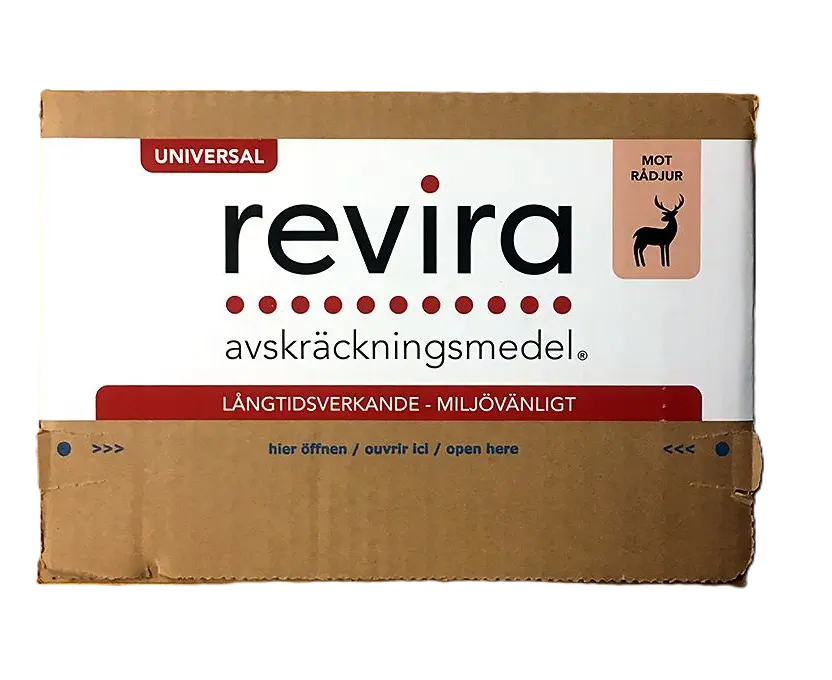 UNIVERSAL
MOT
RÅDJUR
revira
avskräckningsmedel®
LÅNGTIDSVERKANDE - MILJÖVÄNLIGT
>>> hier öffnen / ouvrir ici / open here <<<